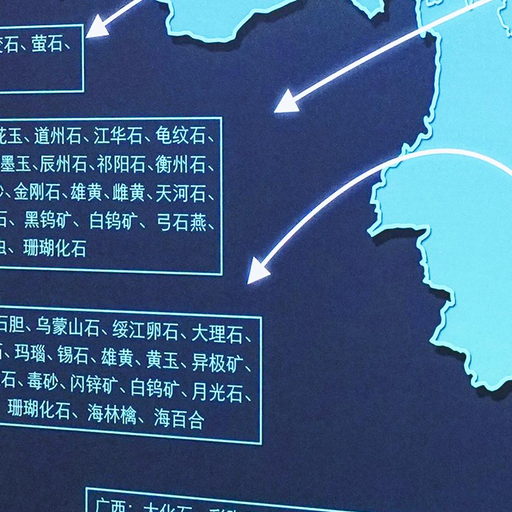 石、萤石、
花玉、道州石、江华石、龟纹石、
墨玉、辰州石、祁阳石、衡州石、
金刚石、雄黄、雌黄、天河石、
石、黑钨矿、白钨矿、弓石燕、
珊瑚化石
石胆、乌蒙山石、绥江卵石、大理石、
玛瑙、锡石、雄黄、黄玉、异极矿、
石、毒砂、闪锌矿、白钨矿、月光石、
珊瑚化石、海林檎、海百合
广西：大化石、